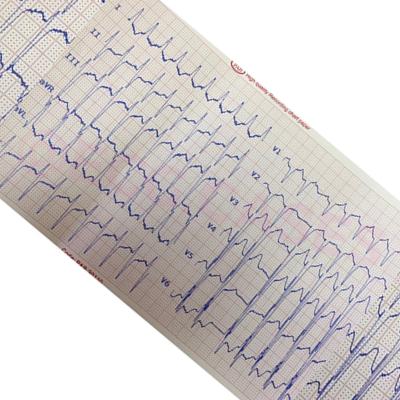 I
II
III
aVR
aVL
High Quality Recording chart paper
V1
V2
V3
V4
V5
V6